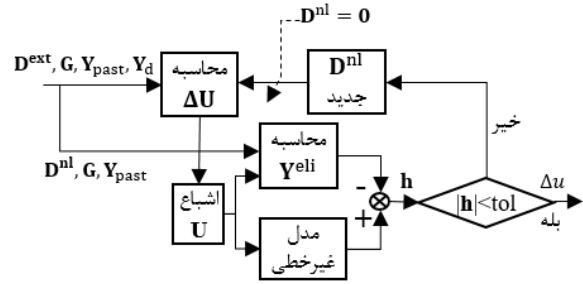 D^nl = 0
D^ext, G, Y_past, Y_d
محاسبه
ΔU
D^nl
جدید
خیر
D^nl, G, Y_past
محاسبه
Y^eli
اشباع
U
-
+
h
|h|<tol
Δu
بله
مدل
غیرخطی